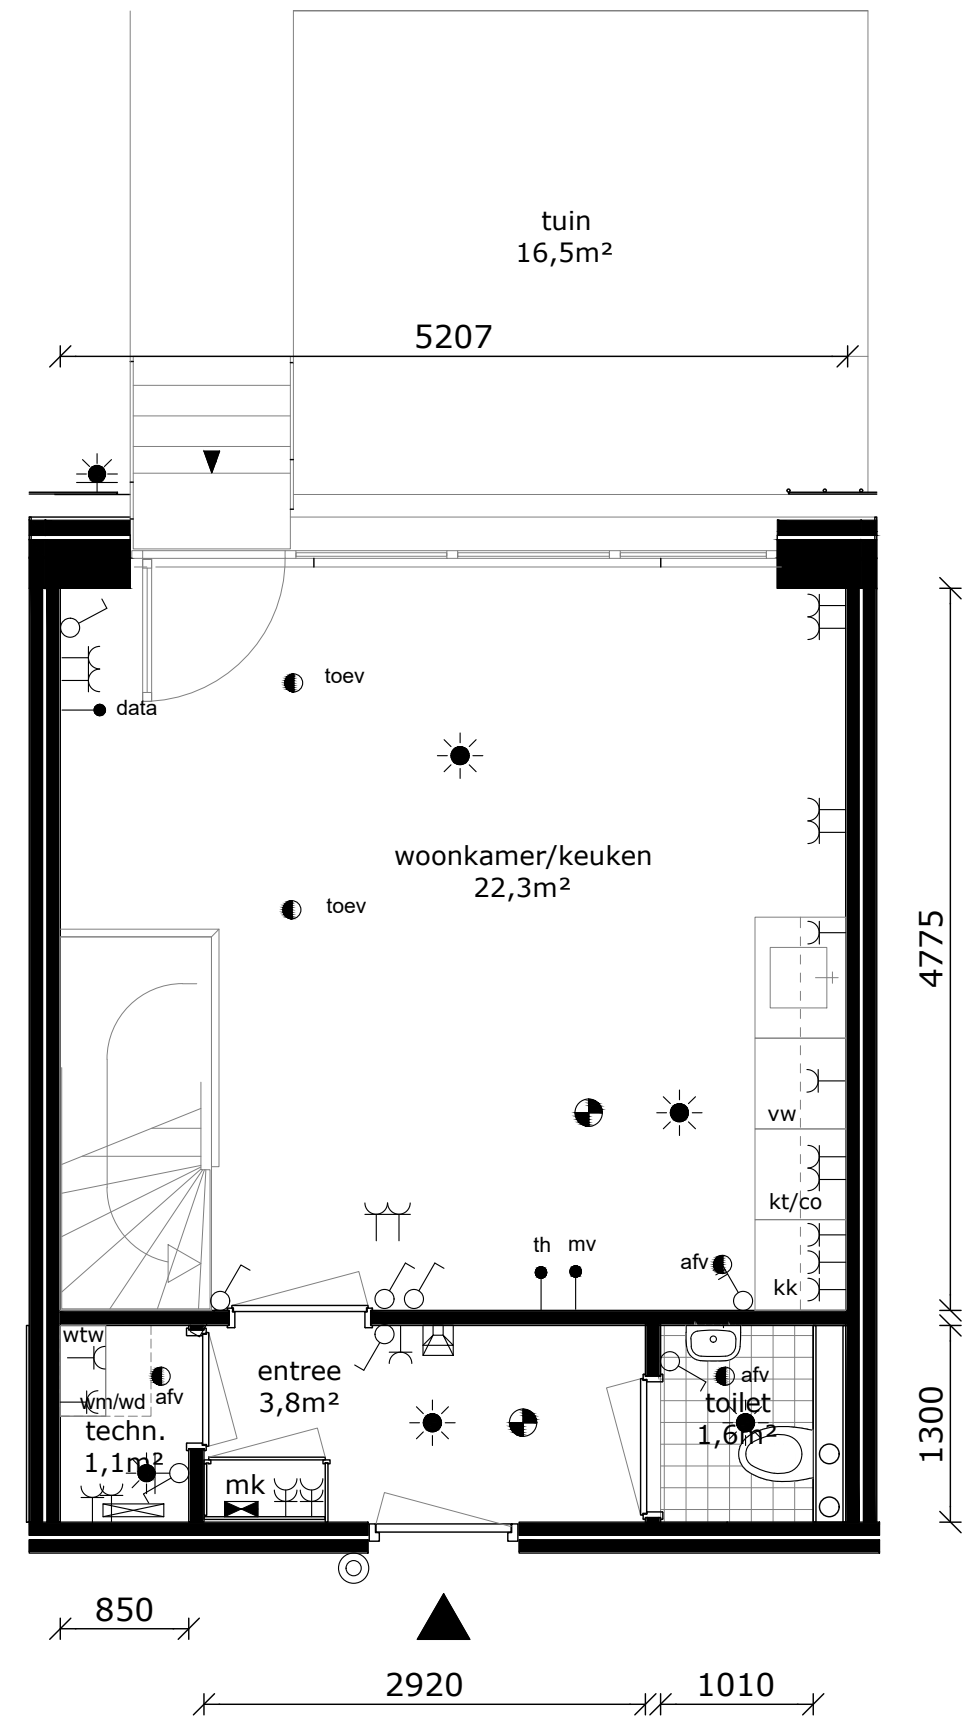 tuin
16,5m²
5207
toev
data
woonkamer/keuken
22,3m²
toev
4775
vw
kt/co
th
mv
afv
kk
wtw
entree
3,8m²
afv
wm/wd
afv
toilet
1,6m²
techn.
1,1m²
1300
mk
850
2920
1010